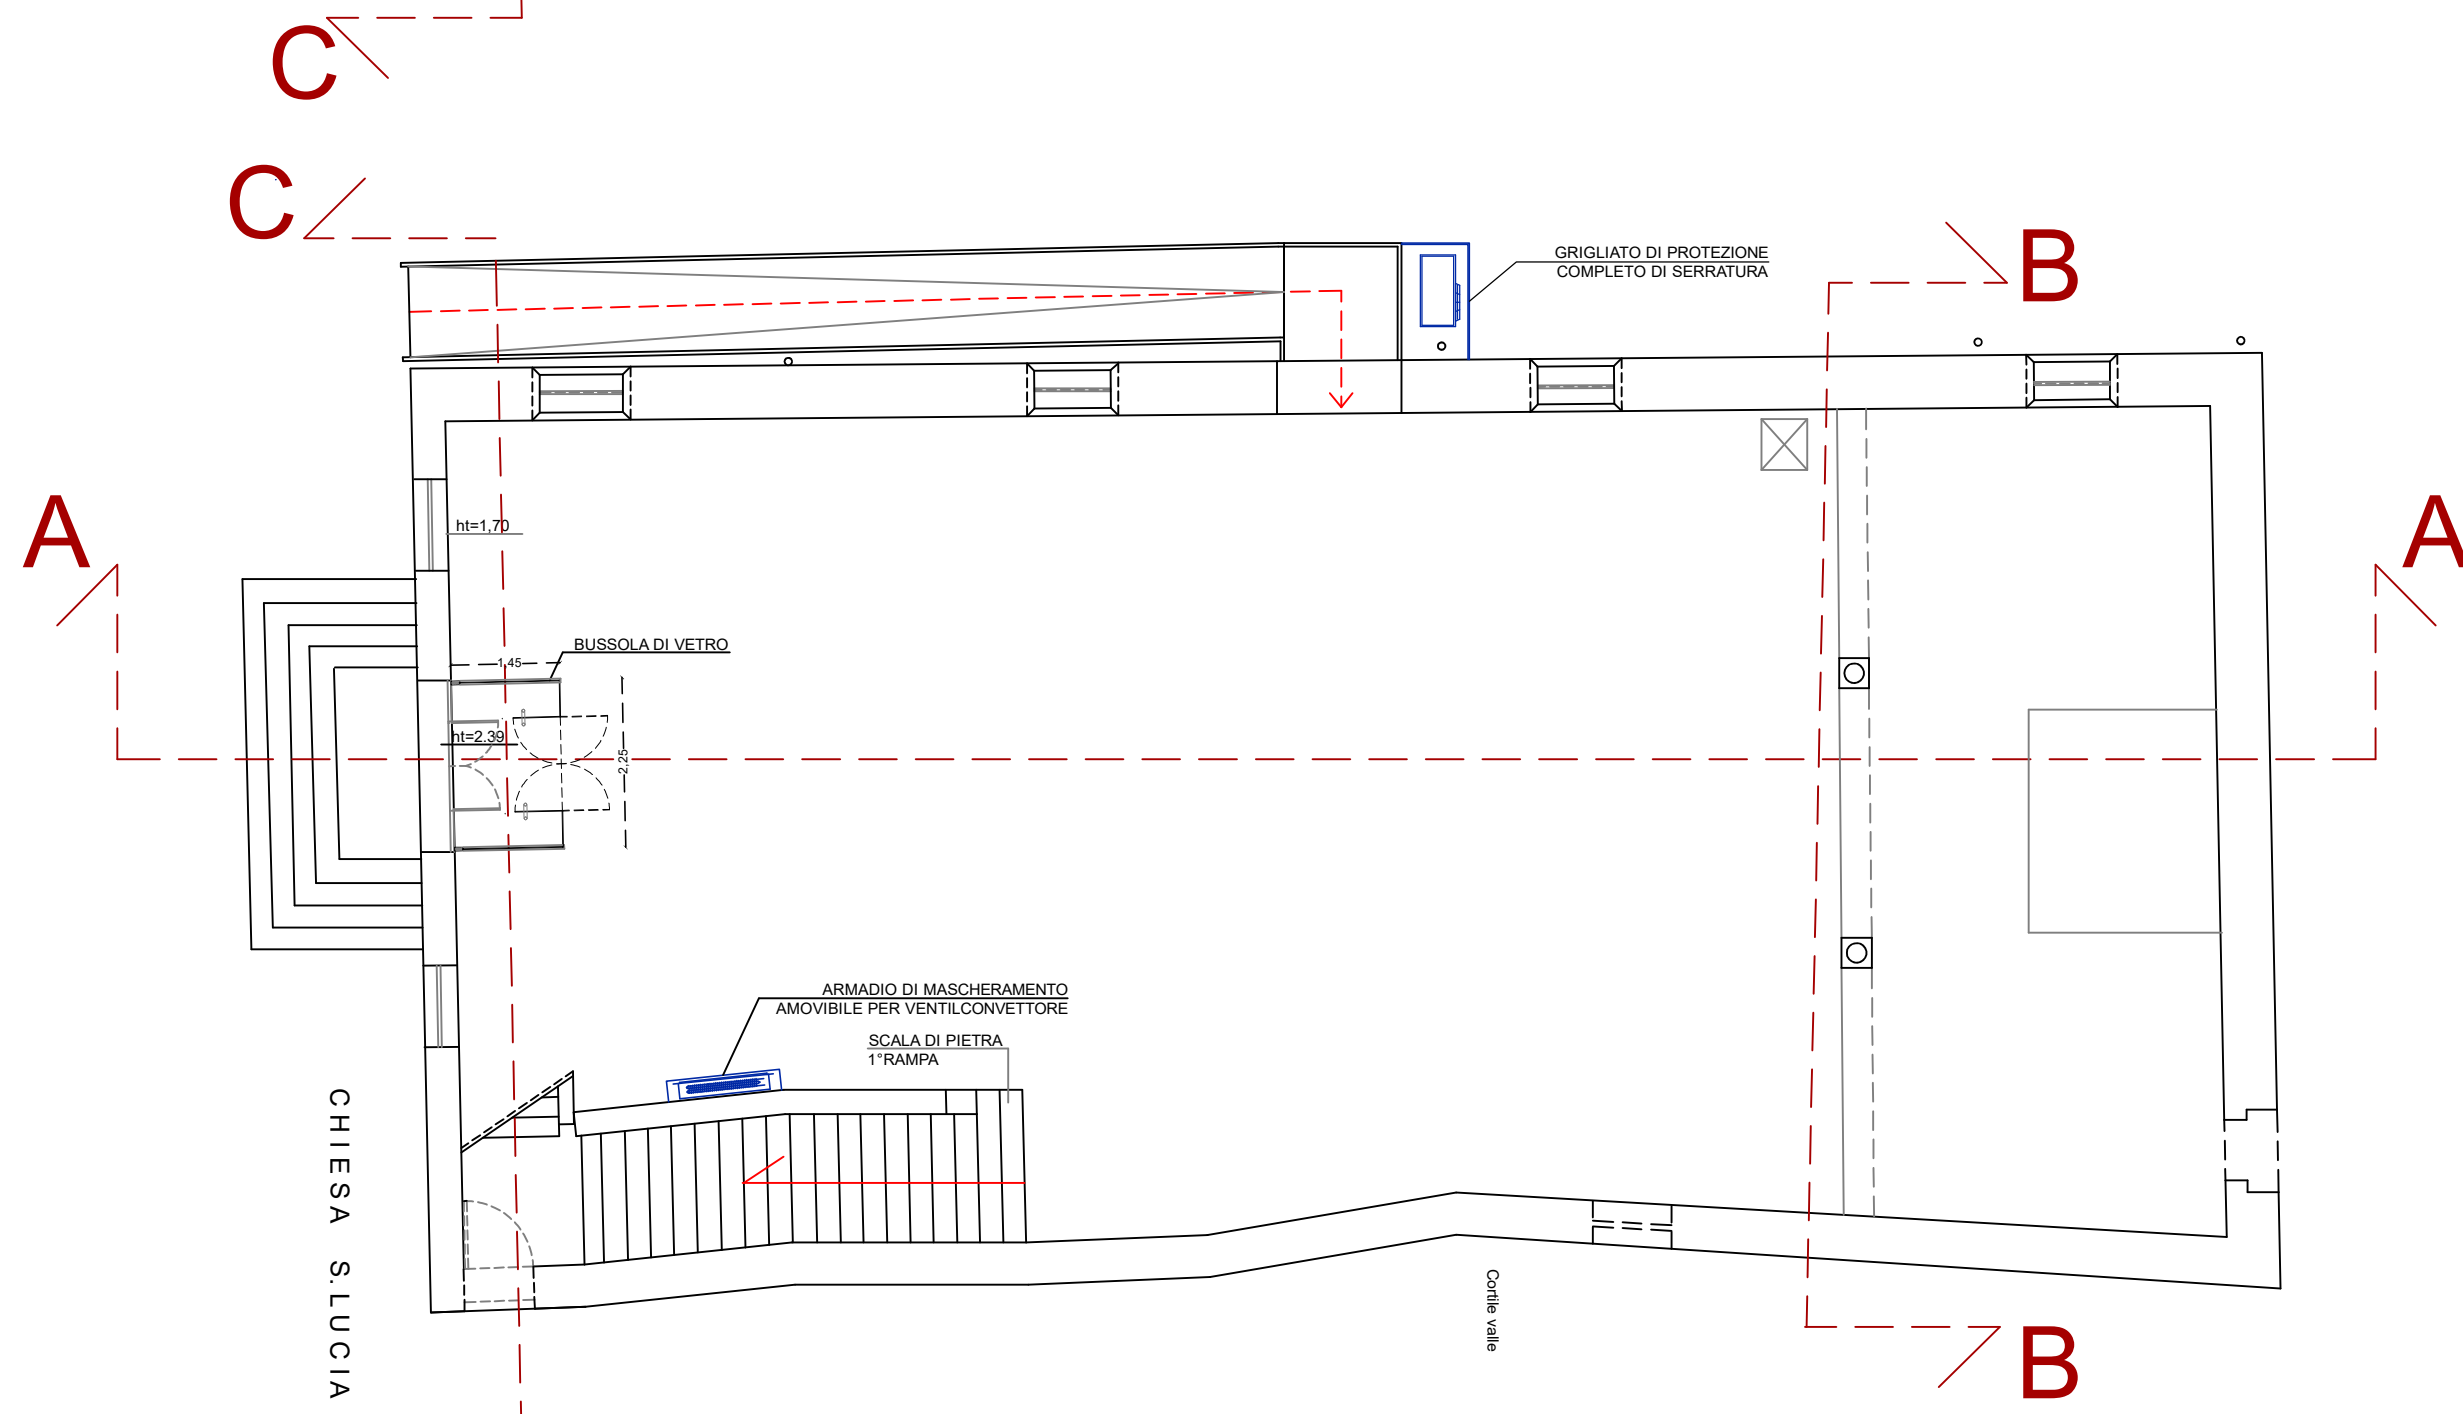 C
C
B
GRIGLIATO DI PROTEZIONE
COMPLETO DI SERRATURA
A
A
ht=1,70
BUSSOLA DI VETRO
1,45
ht=2.39
2,25
ARMADIO DI MASCHERAMENTO
AMOVIBILE PER VENTILCONVETTORE
SCALA DI PIETRA
1°RAMPA
CHIESA S.LUCIA
Cortile valle
B